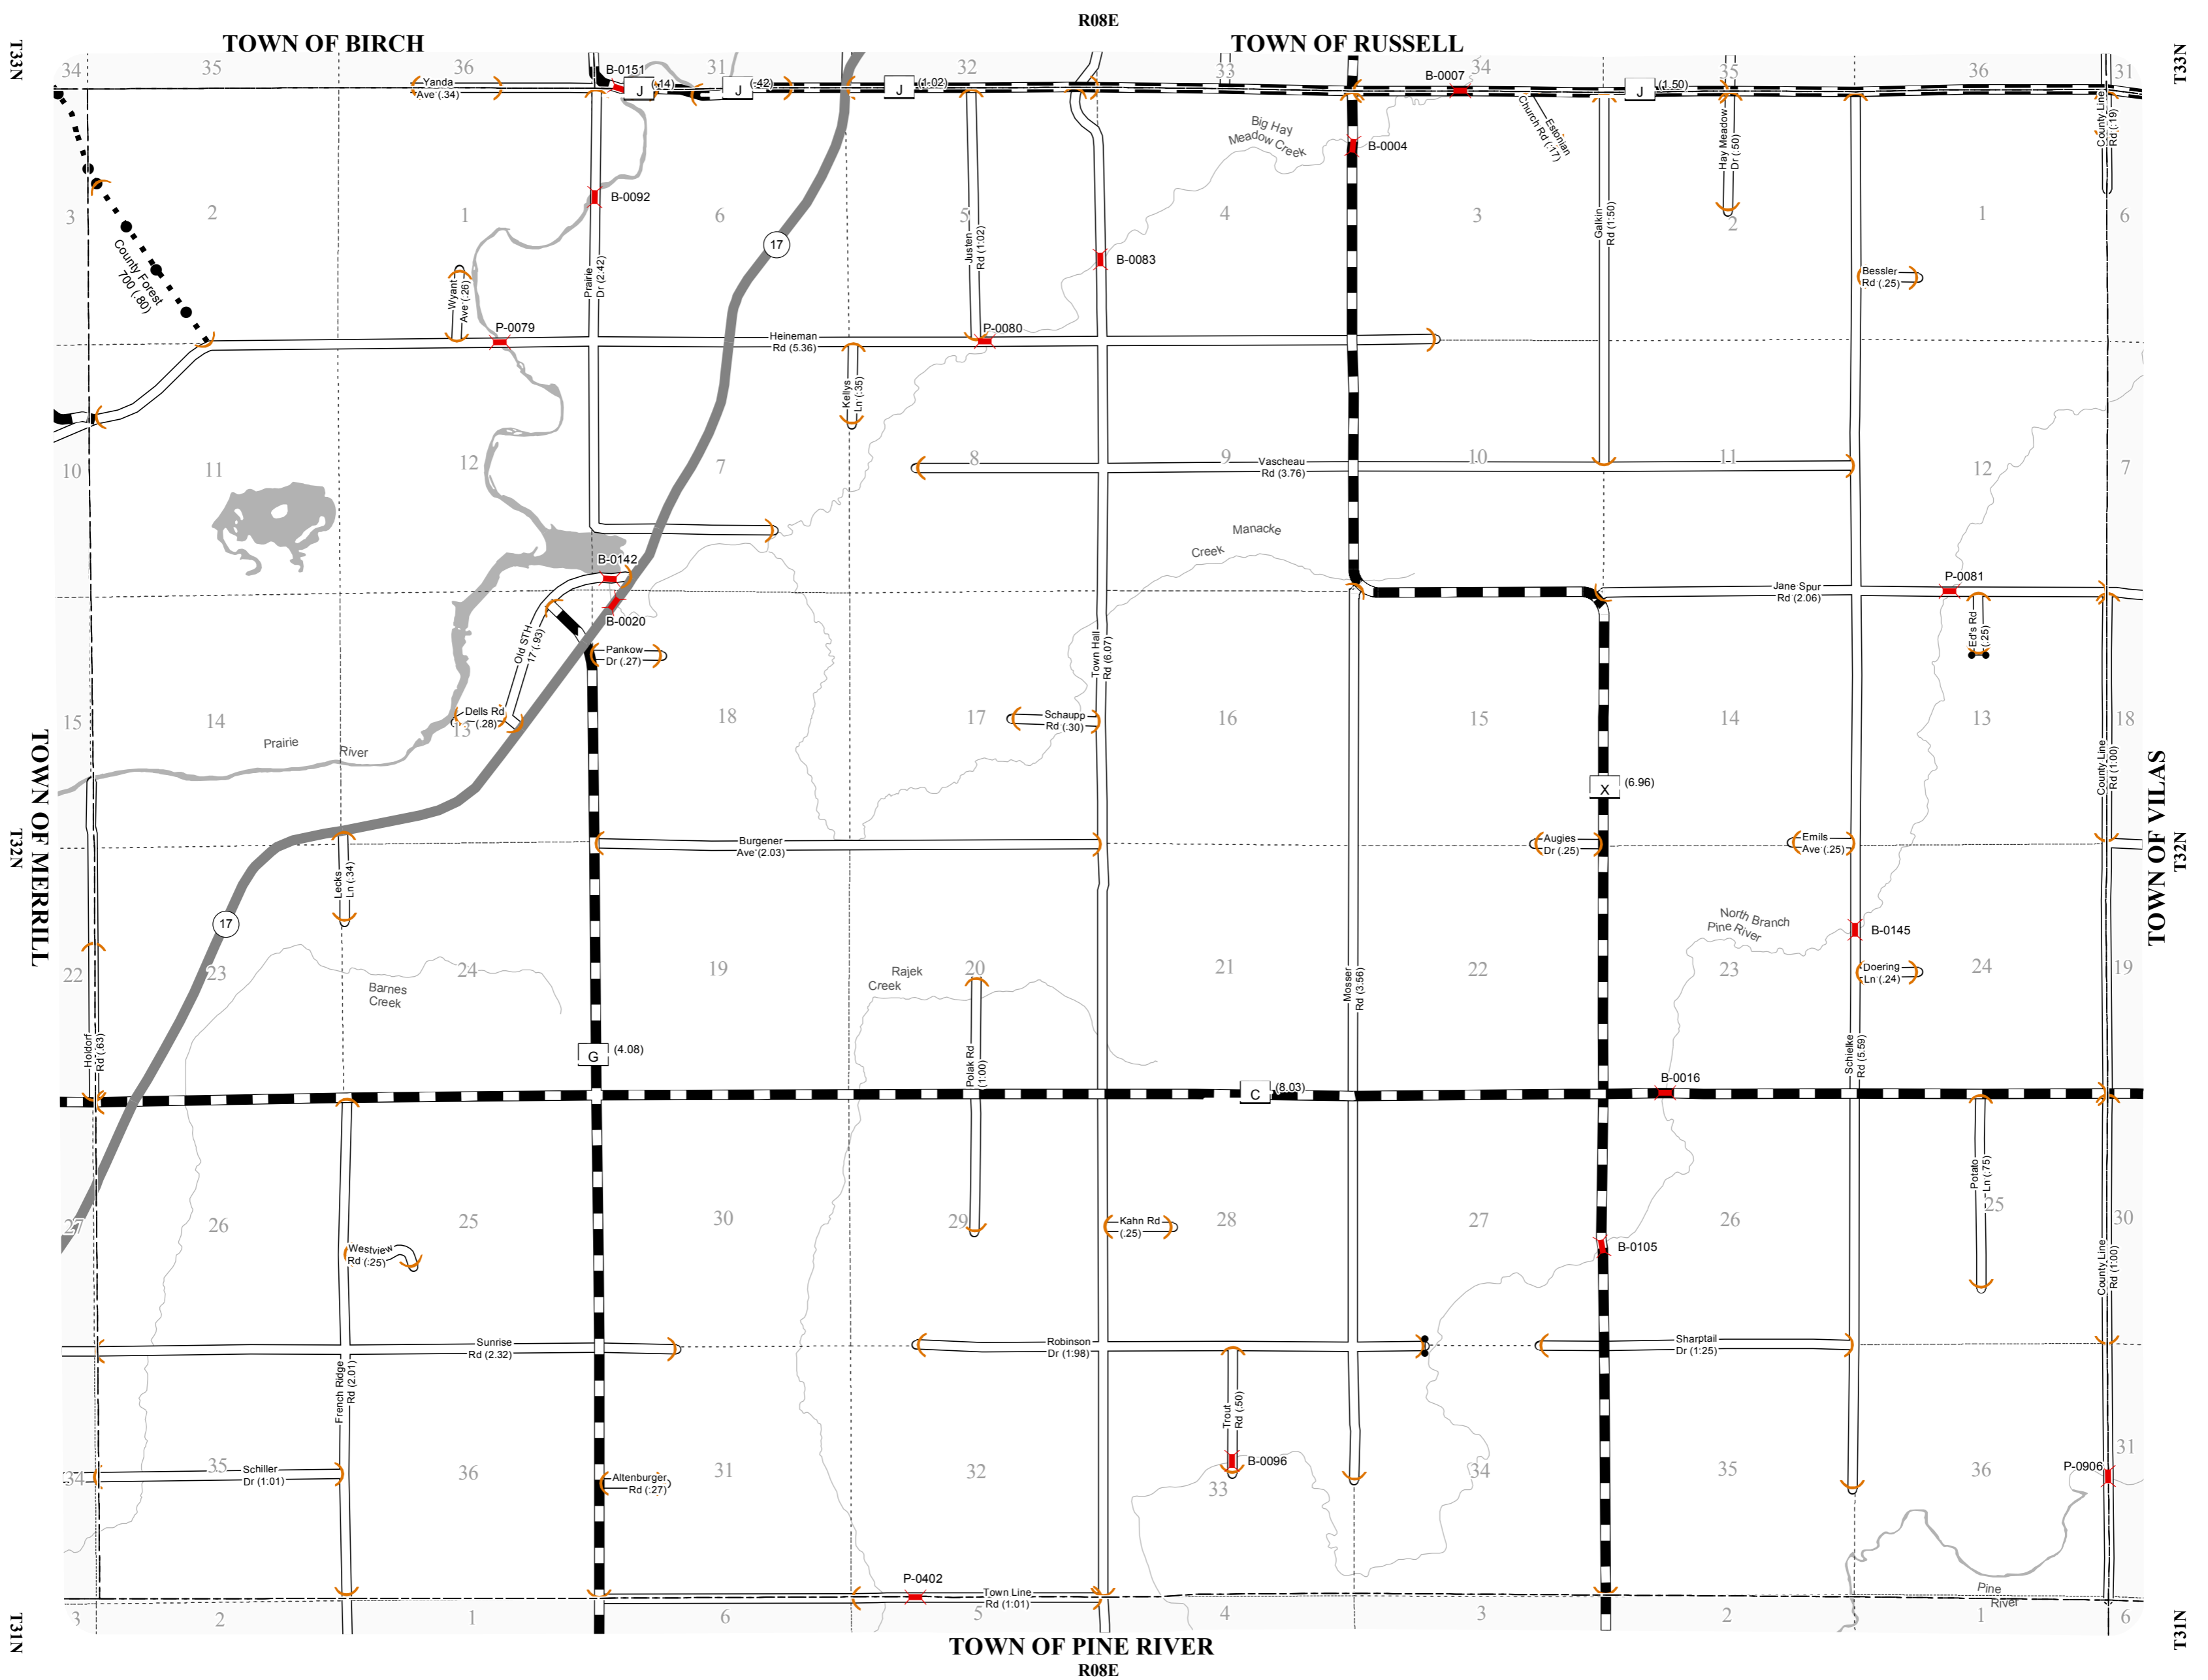 R08E
TOWN OF BIRCH
TOWN OF RUSSELL
T33N
T33N
34
35
36
31
32
33
34
35
36
31
B-0151
B-0007
Yanda
Ave (.34)
J
(.14)
J
(.42)
J
(1.02)
J
(1.50)
Estonian
Church Rd (.17)
Hay Meadow
Dr (.50)
County Line
Rd (.19)
Big Hay
Meadow Creek
B-0004
B-0092
3
2
1
6
5
4
3
2
1
6
17
County Forest
700 (.80)
Wyant
Ave (.26)
Prairie
Dr (2.42)
Justen
Rd (1.02)
B-0083
Galkin
Rd (1.50)
Bessler
Rd (.25)
P-0079
P-0080
Heineman
Rd (5.36)
Kellys
Ln (.35)
10
11
12
7
8
9
10
11
12
7
Vascheau
Rd (3.76)
Manacke
Creek
B-0142
B-0020
P-0081
Jane Spur
Rd (2.06)
Ed's Rd
(.25)
Old STH
17 (.93)
Pankow
Dr (.27)
Town Hall
Rd (6.07)
Dells Rd
(.28)
Schaupp
Rd (.30)
15
14
13
18
17
16
15
14
13
18
Prairie
River
TOWN OF MERRILL
TOWN OF VILAS
X
(6.96)
County Line
Rd (1.00)
T32N
T32N
Burgener
Ave (2.03)
Augies
Dr (.25)
Emils
Ave (.25)
Lecks
Ln (.34)
17
North Branch
Pine River
B-0145
22
23
24
19
20
21
22
23
24
19
Barnes
Creek
Rajek
Creek
Doering
Ln (.24)
Mosser
Rd (3.56)
Holdorf
Rd (.63)
G
(4.08)
Polak Rd
(1.00)
Schielke
Rd (5.59)
C
(8.03)
B-0016
Potato
Ln (.75)
27
26
25
30
29
28
27
26
25
30
Kahn Rd
(.25)
B-0105
Westview
Rd (.25)
County Line
Rd (1.00)
Sunrise
Rd (2.32)
Robinson
Dr (1.98)
Sharptail
Dr (1.25)
French Ridge
Rd (2.01)
Trout
Rd (.50)
B-0096
P-0906
34
35
36
31
32
33
34
35
36
31
Schiller
Dr (1.01)
Altenburger
Rd (.27)
P-0402
Town Line
Rd (1.01)
Pine
River
3
2
1
6
5
4
3
2
1
6
T31N
T31N
TOWN OF PINE RIVER
R08E